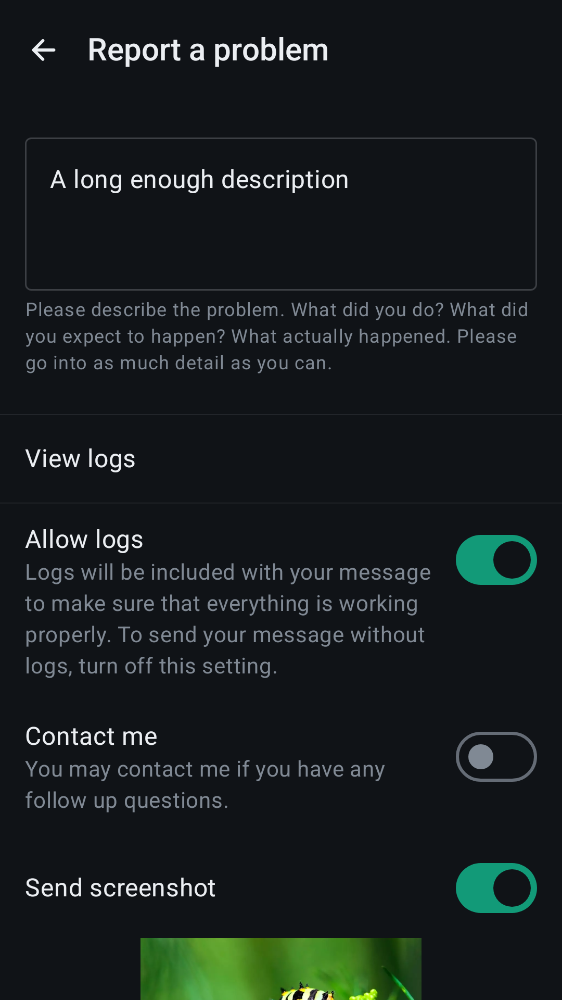 Report a problem
A long enough description
Please describe the problem. What did you do? What did
you expect to happen? What actually happened. Please
go into as much detail as you can.
View logs
Allow logs
Logs will be included with your message
to make sure that everything is working
properly. To send your message without
logs, turn off this setting.
Contact me
You may contact me if you have any
follow up questions.
Send screenshot